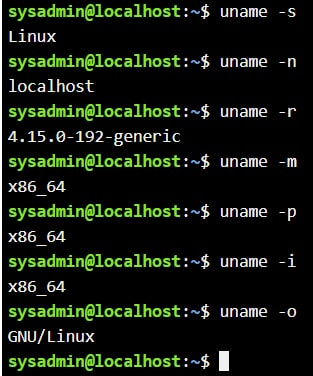 sysadmin@localhost:~$ uname -s
Linux
sysadmin@localhost:~$ uname -n
localhost
sysadmin@localhost:~$ uname -r
4.15.0-192-generic
sysadmin@localhost:~$ uname -m
x86_64
sysadmin@localhost:~$ uname -p
x86_64
sysadmin@localhost:~$ uname -i
x86_64
sysadmin@localhost:~$ uname -o
GNU/Linux
sysadmin@localhost:~$